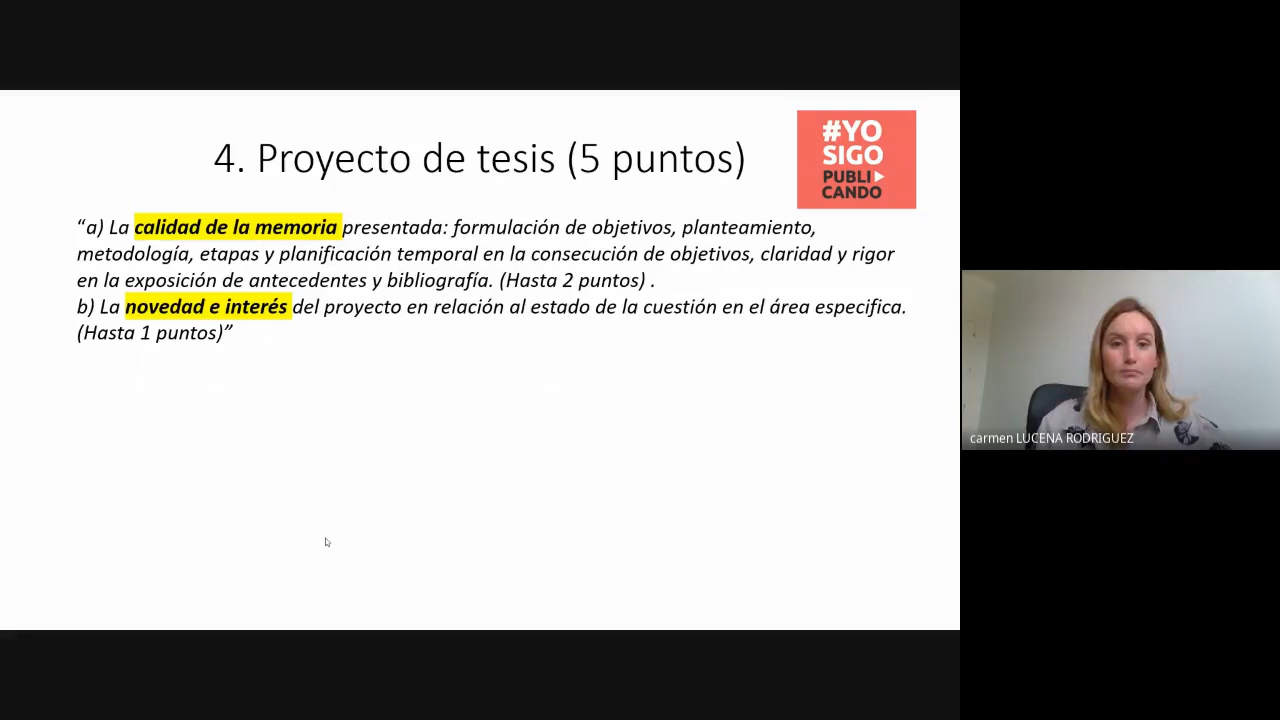 4. Proyecto de tesis (5 puntos)
#YO
SIGO
PUBLI
CANDO
“a) La calidad de la memoria presentada: formulación de objetivos, planteamiento,
metodología, etapas y planificación temporal en la consecución de objetivos, claridad y rigor
en la exposición de antecedentes y bibliografía. (Hasta 2 puntos) .
b) La novedad e interés del proyecto en relación al estado de la cuestión en el área especifica.
(Hasta 1 puntos)”
carmen LUCENA RODRIGUEZ